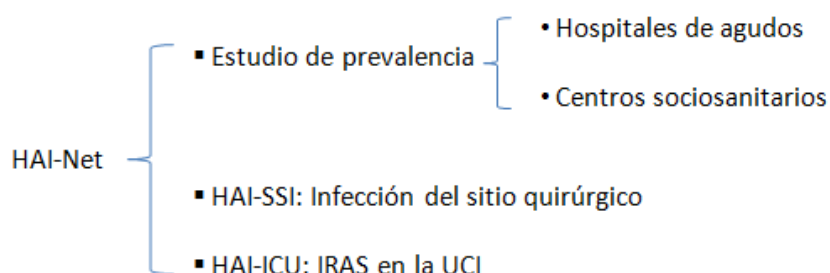 ▪ Estudio de prevalencia
• Hospitales de agudos
• Centros sociosanitarios
HAI-Net
▪ HAI-SSI: Infección del sitio quirúrgico
▪ HAI-ICU: IRAS en la UCI